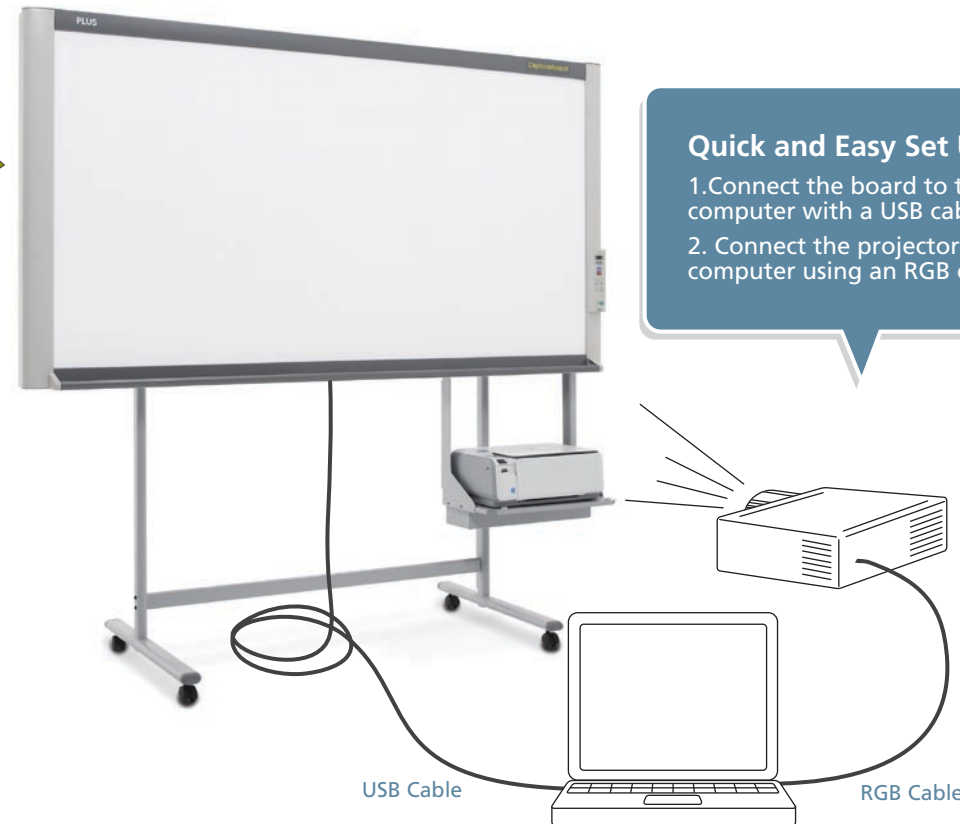 PLUS
Captureboard
Quick and Easy Set
1.Connect the board to
computer with a USB
2. Connect the projector
computer using an RGB
USB Cable
RGB Cable